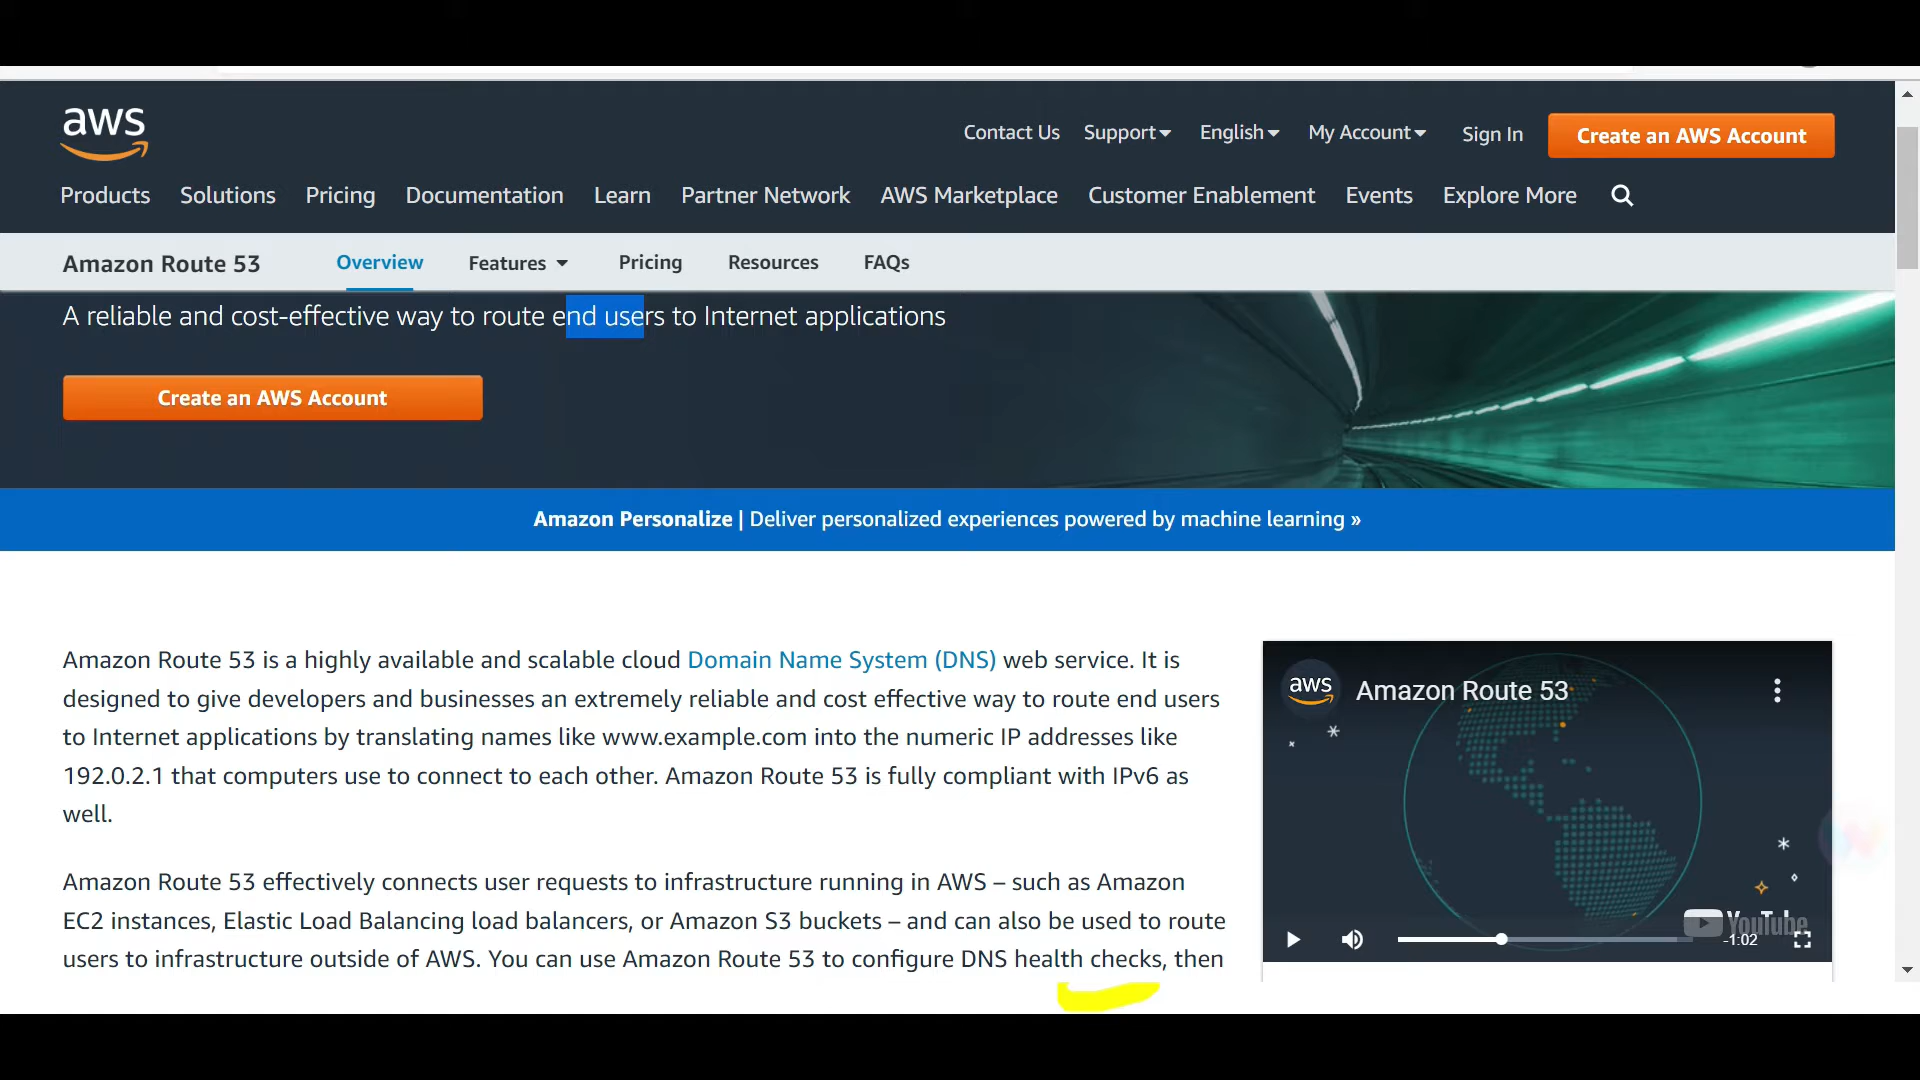 aws
Contact Us Support English My Account Sign In Create an AWS Account
Products Solutions Pricing Documentation Learn Partner Network AWS Marketplace Customer Enablement Events Explore More
Amazon Route 53 Overview Features Pricing Resources FAQs
A reliable and cost-effective way to route end users to Internet applications
Create an AWS Account
Amazon Personalize | Deliver personalized experiences powered by machine learning »
Amazon Route 53 is a highly available and scalable cloud Domain Name System (DNS) web service. It is
designed to give developers and businesses an extremely reliable and cost effective way to route end users
to Internet applications by translating names like www.example.com into the numeric IP addresses like
192.0.2.1 that computers use to connect to each other. Amazon Route 53 is fully compliant with IPv6 as
well.
Amazon Route 53 effectively connects user requests to infrastructure running in AWS – such as Amazon
EC2 instances, Elastic Load Balancing load balancers, or Amazon S3 buckets – and can also be used to route
users to infrastructure outside of AWS. You can use Amazon Route 53 to configure DNS health checks, then
aws Amazon Route 53
YouTube
-1:02